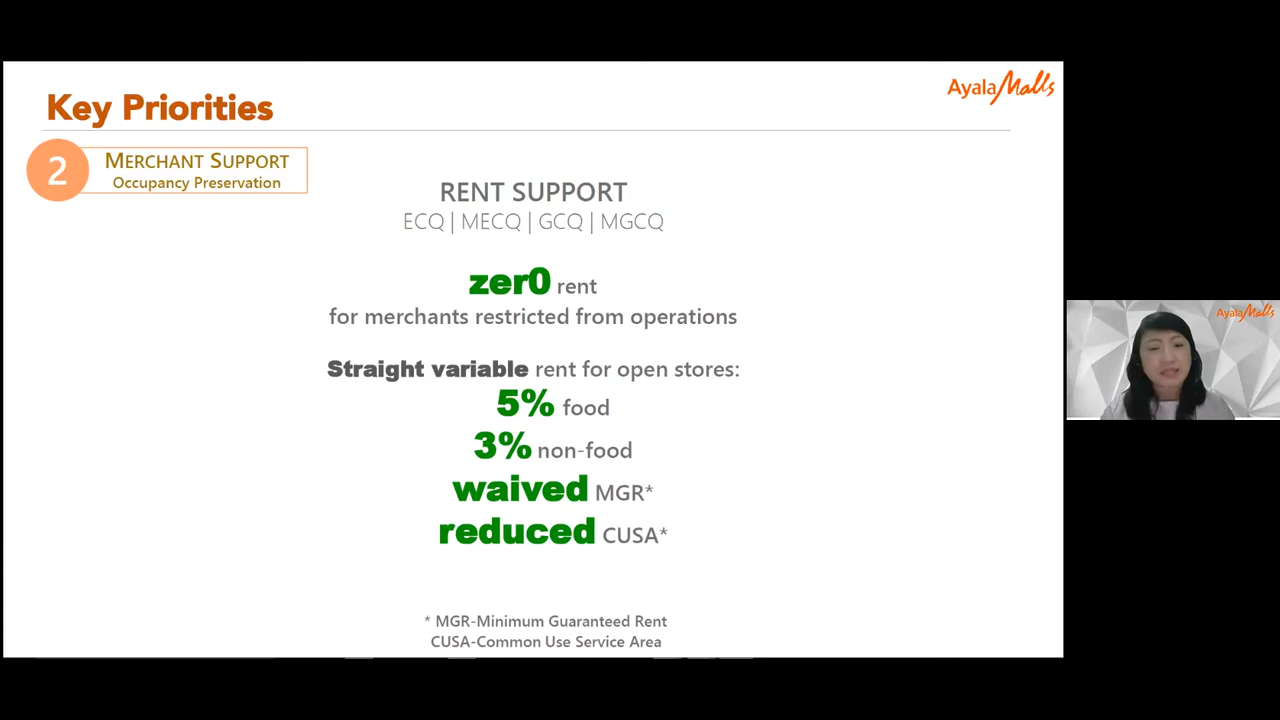 AyalaMalls
Key Priorities
2
MERCHANT SUPPORT
Occupancy Preservation
RENT SUPPORT
ECQ | MECQ | GCQ | MGCQ
zer0 rent
for merchants restricted from operations
Straight variable rent for open stores:
5% food
3% non-food
waived MGR*
reduced CUSA*
* MGR-Minimum Guaranteed Rent
CUSA-Common Use Service Area
AyalaMalls